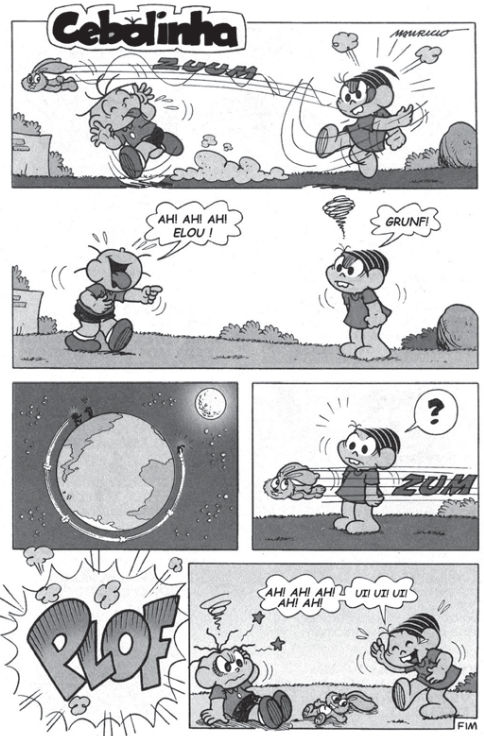 Cebolinha
MAURICIO
ZUUM
AH! AH! AH!
ELOU!
GRUNF!
?
ZUM
PLOF
AH! AH! AH!
AH! AH!
UI! UI! UI!
FIM